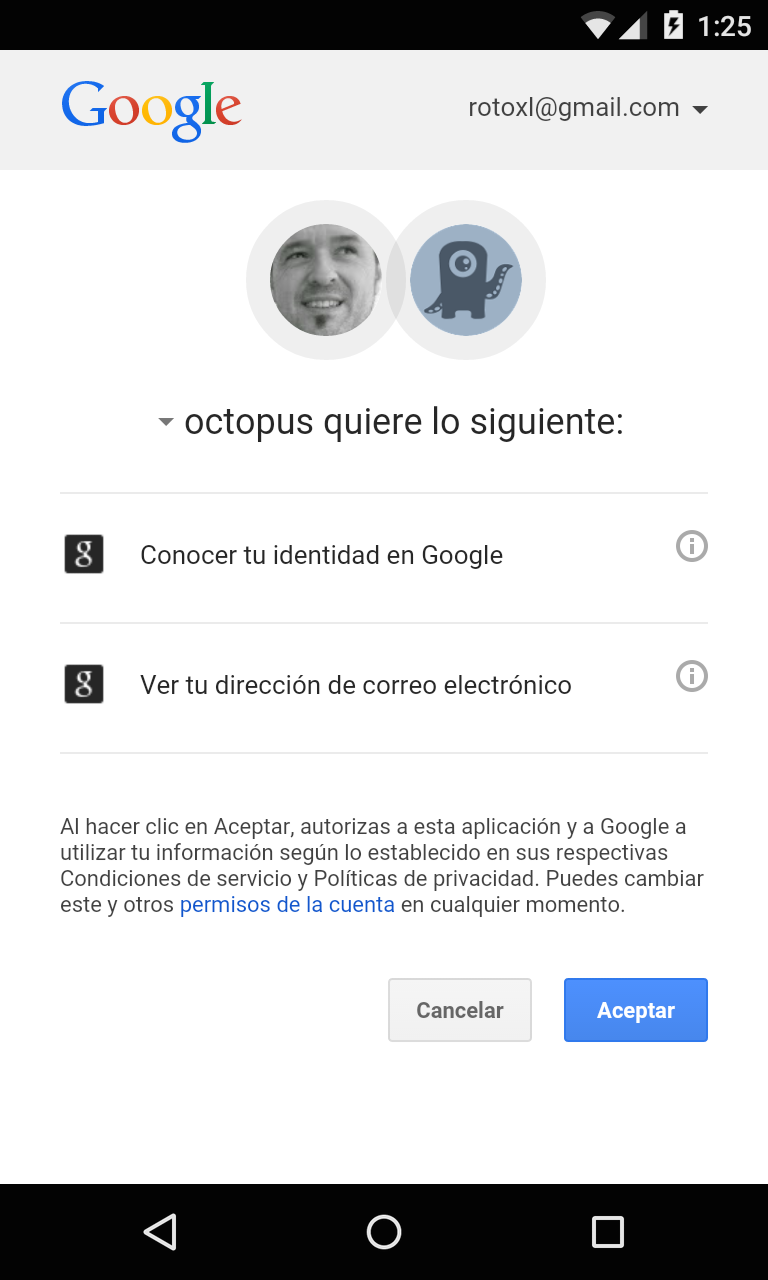 1:25
Google
rotoxl@gmail.com
octopus quiere lo siguiente:
g
Conocer tu identidad en Google
g
Ver tu dirección de correo electrónico
Al hacer clic en Aceptar, autorizas a esta aplicación y a Google a
utilizar tu información según lo establecido en sus respectivas
Condiciones de servicio y Políticas de privacidad. Puedes cambiar
este y otros permisos de la cuenta en cualquier momento.
Cancelar
Aceptar